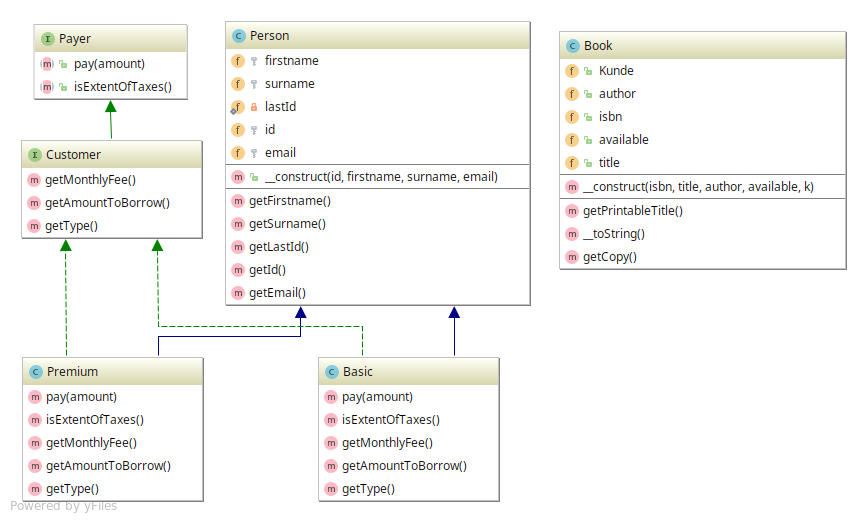 Payer
pay(amount)
isExtentOfTaxes()
Customer
getMonthlyFee()
getAmountToBorrow()
getType()
Person
firstname
surname
lastId
id
email
__construct(id, firstname, surname, email)
getFirstname()
getSurname()
getLastId()
getId()
getEmail()
Book
Kunde
author
isbn
available
title
__construct(isbn, title, author, available, k)
getPrintableTitle()
__toString()
getCopy()
Premium
pay(amount)
isExtentOfTaxes()
getMonthlyFee()
getAmountToBorrow()
getType()
Basic
pay(amount)
isExtentOfTaxes()
getMonthlyFee()
getAmountToBorrow()
getType()
Powered by yFiles